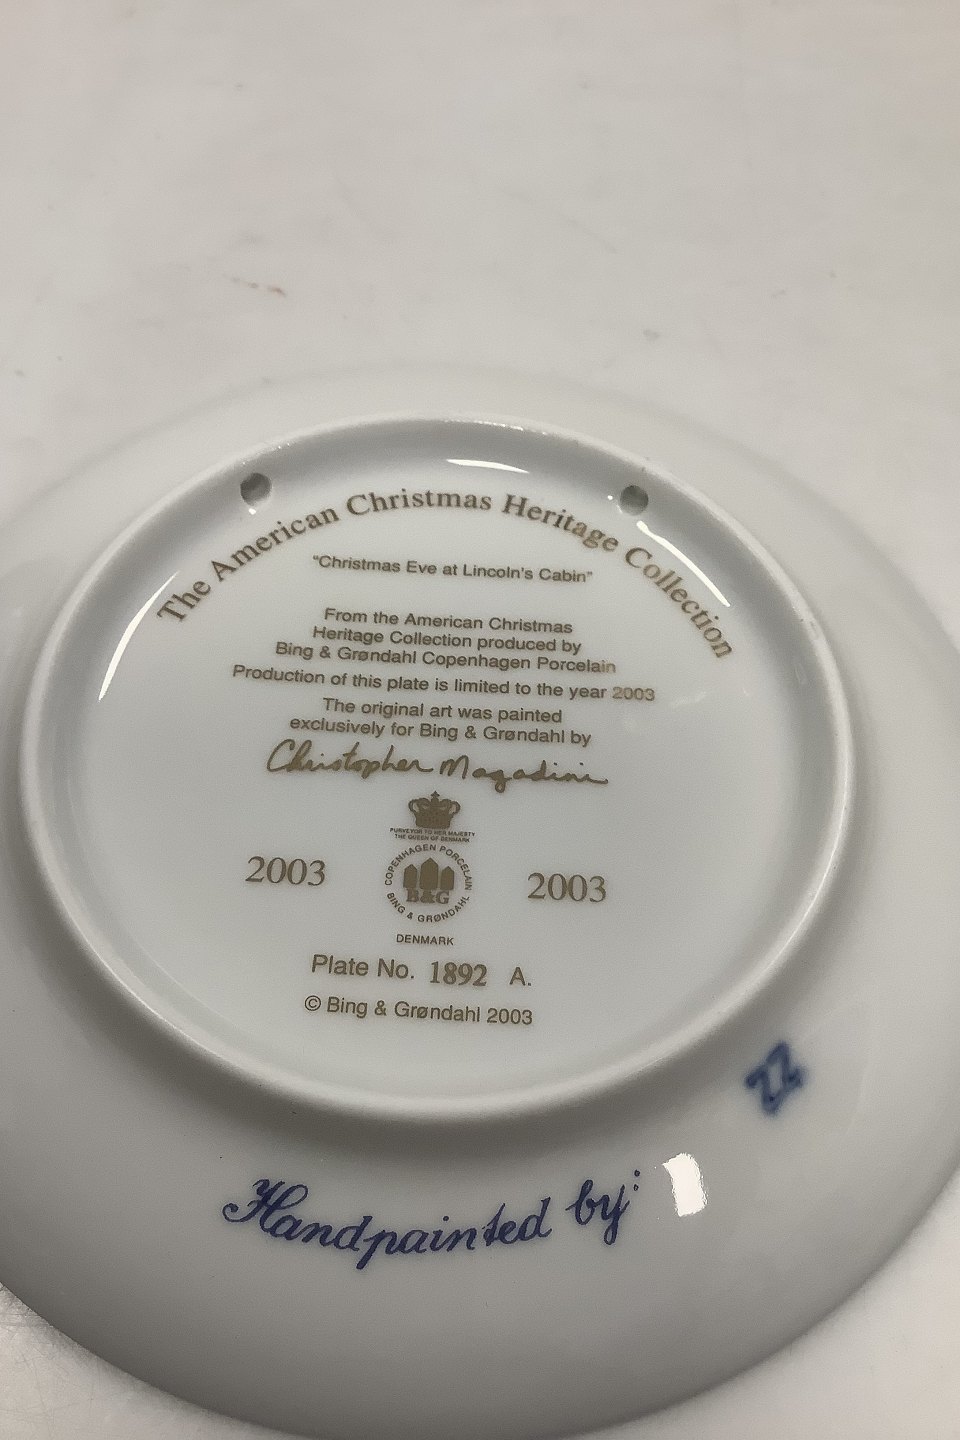 The American Christmas Heritage Collection
"Christmas Eve at Lincoln's Cabin"
From the American Christmas
Heritage Collection produced by
Bing & Grøndahl Copenhagen Porcelain
Production of this plate is limited to the year 2003
The original art was painted
exclusively for Bing & Grøndahl by
Christopher Magadini
PURVEYOR TO HER MAJESTY
THE QUEEN OF DENMARK
COPENHAGEN PORCELAIN
2003 B&G 2003
BING & GRØNDAHL
DENMARK
Plate No. 1892 A.
© Bing & Grøndahl 2003
Handpainted by: